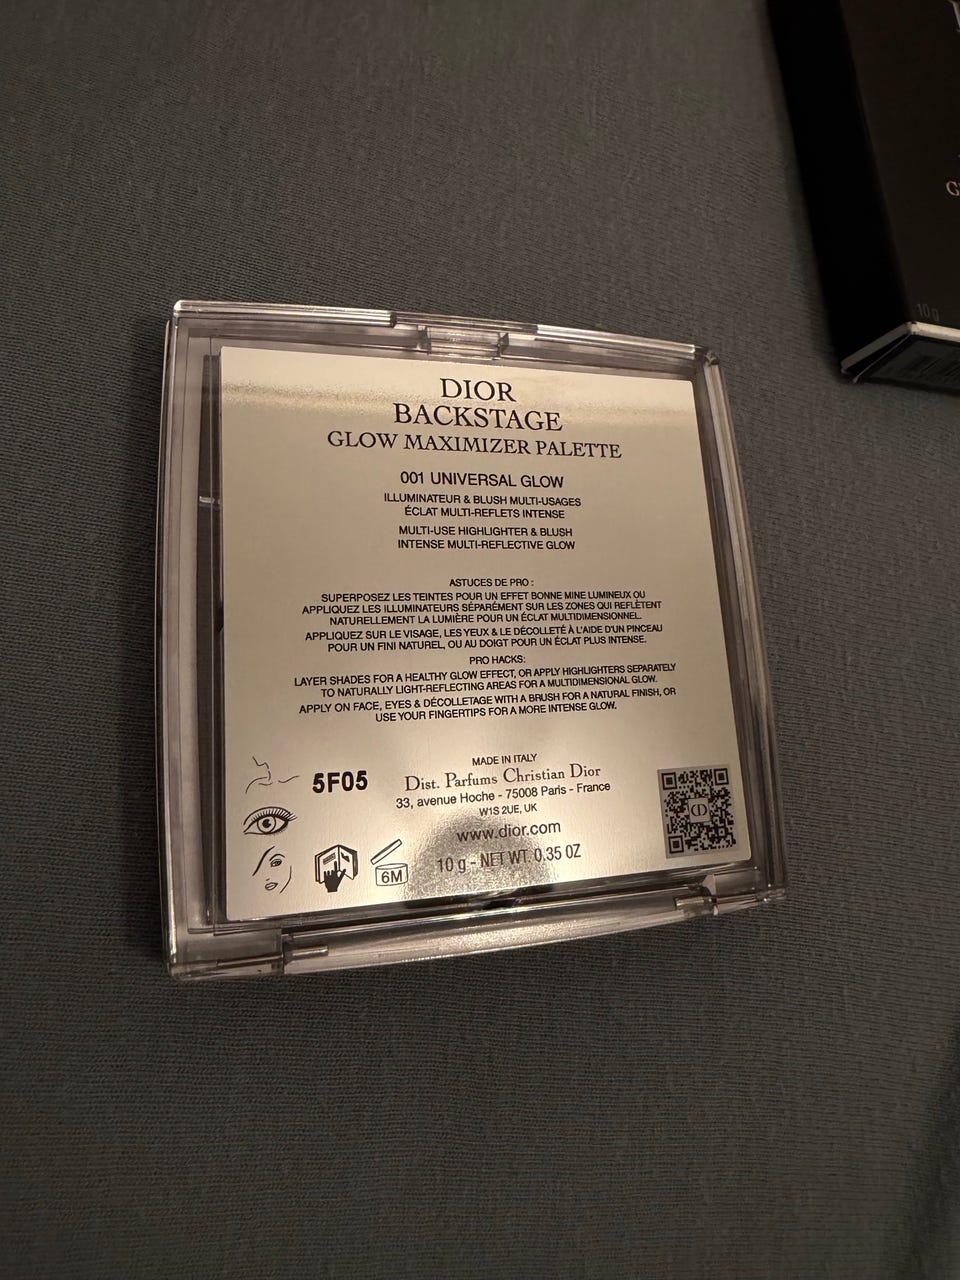 DIOR
BACKSTAGE
GLOW MAXIMIZER PALETTE
001 UNIVERSAL GLOW
ILLUMINATEUR & BLUSH MULTI-USAGES
ÉCLAT MULTI-REFLETS INTENSE
MULTI-USE HIGHLIGHTER & BLUSH
INTENSE MULTI-REFLECTIVE GLOW
ASTUCES DE PRO :
SUPERPOSEZ LES TEINTES POUR UN EFFET BONNE MINE LUMINEUX OU
APPLIQUEZ LES ILLUMINATEURS SÉPARÉMENT SUR LES ZONES QUI REFLÈTENT
NATURELLEMENT LA LUMIÈRE POUR UN ÉCLAT MULTIDIMENSIONNEL.
APPLIQUEZ SUR LE VISAGE, LES YEUX & LE DÉCOLLETÉ À L'AIDE D'UN PINCEAU
POUR UN FINI NATUREL, OU AU DOIGT POUR UN ÉCLAT PLUS INTENSE.
PRO HACKS:
LAYER SHADES FOR A HEALTHY GLOW EFFECT, OR APPLY HIGHLIGHTERS SEPARATELY
TO NATURALLY LIGHT-REFLECTING AREAS FOR A MULTIDIMENSIONAL GLOW.
APPLY ON FACE, EYES & DÉCOLLETAGE WITH A BRUSH FOR A NATURAL FINISH, OR
USE YOUR FINGERTIPS FOR A MORE INTENSE GLOW.
MADE IN ITALY
5F05
Dist. Parfums Christian Dior
33, avenue Hoche - 75008 Paris - France
W1S 2UE, UK
www.dior.com
10 g - NET WT. 0.35 OZ
6M
CD
10 g